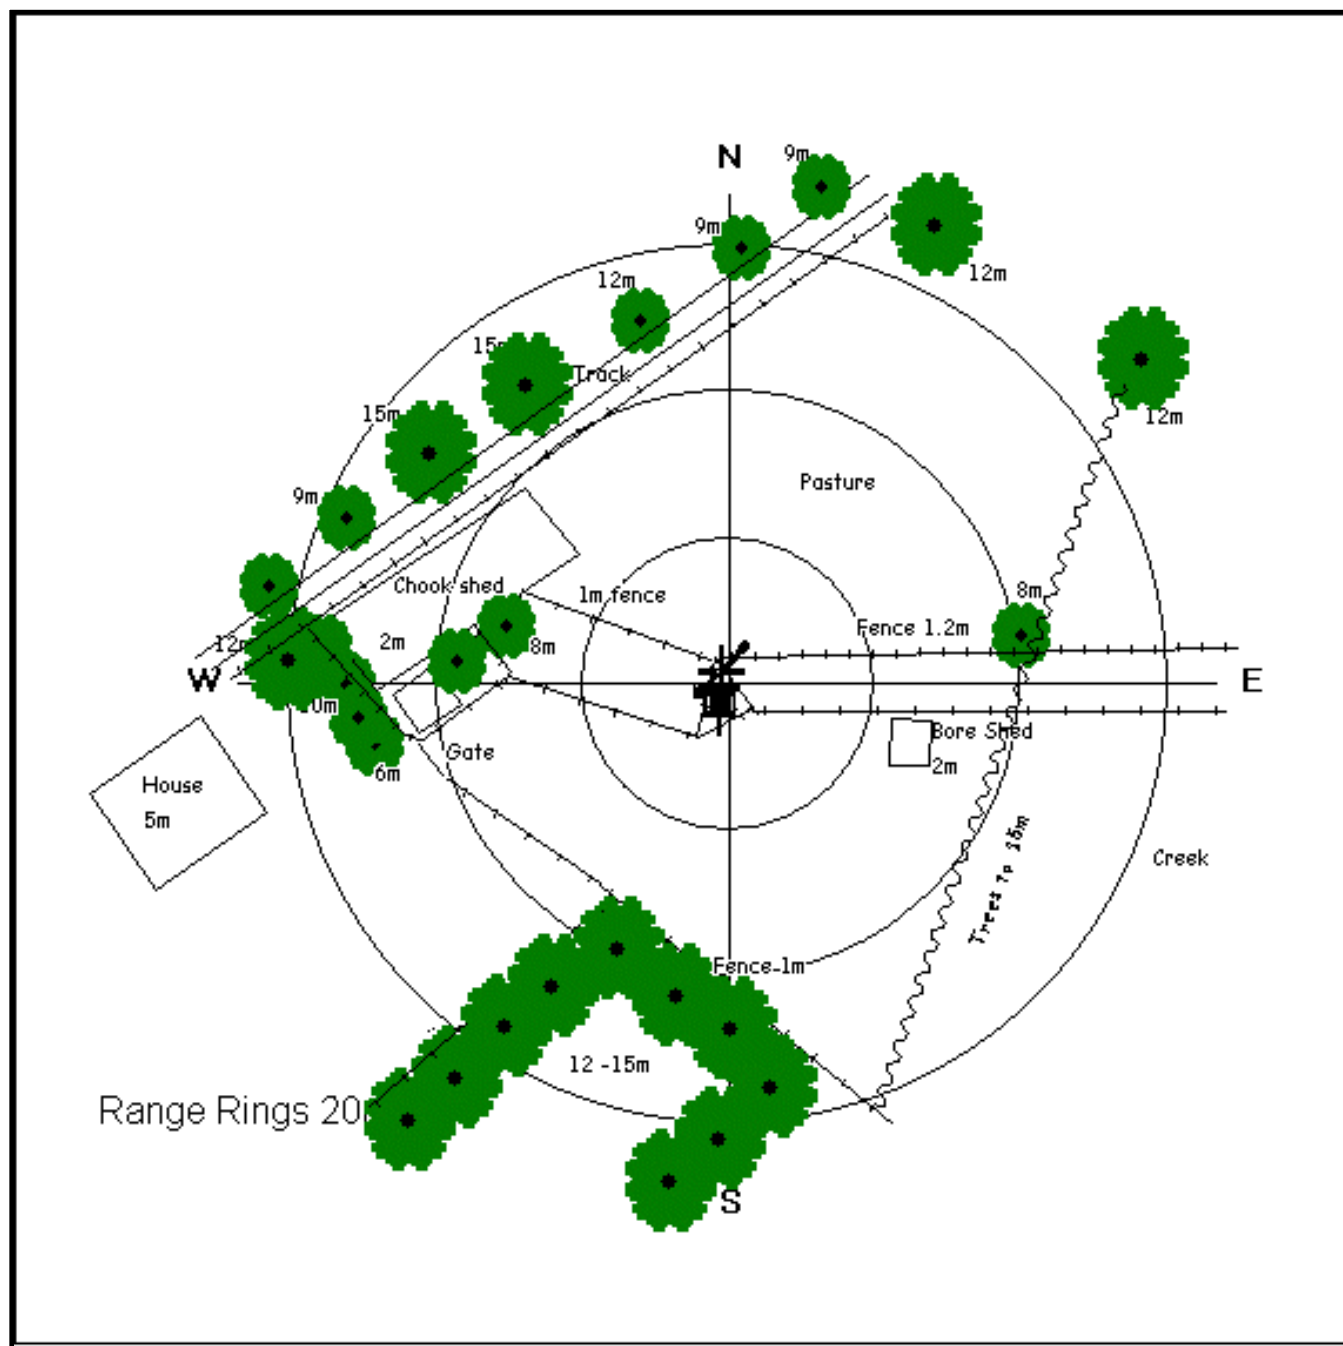 N
9m
9m
12m
12m
15m
Track
15m
12m
9m
Pasture
Chook shed
1m fence
8m
Fence 1.2m
12m
2m
8m
W
E
0m
Gate
Bore Shed
6m
2m
House
5m
Trees to 15m
Creek
Fence-1m
12 -15m
Range Rings 20
S